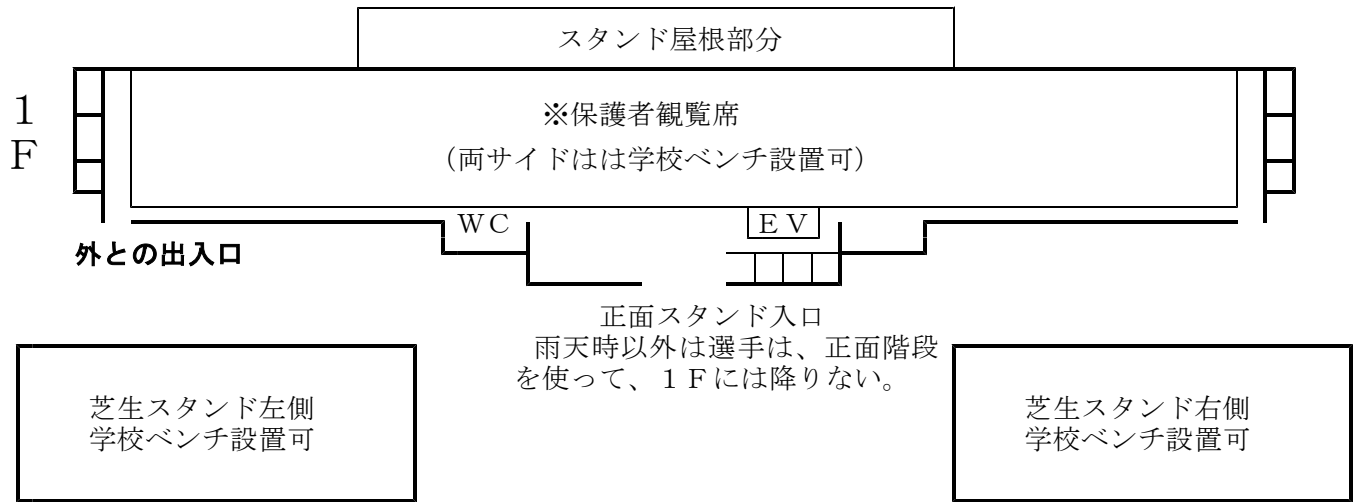 スタンド屋根部分
1
F
※保護者観覧席
(両サイドはは学校ベンチ設置可)
WC
EV
外との出入口
正面スタンド入口
雨天時以外は選手は、正面階段
を使って、1Fには降りない。
芝生スタンド左側
学校ベンチ設置可
芝生スタンド右側
学校ベンチ設置可